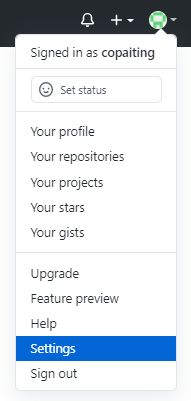 Signed in as copaiting
Set status
Your profile
Your repositories
Your projects
Your stars
Your gists
Upgrade
Feature preview
Help
Settings
Sign out